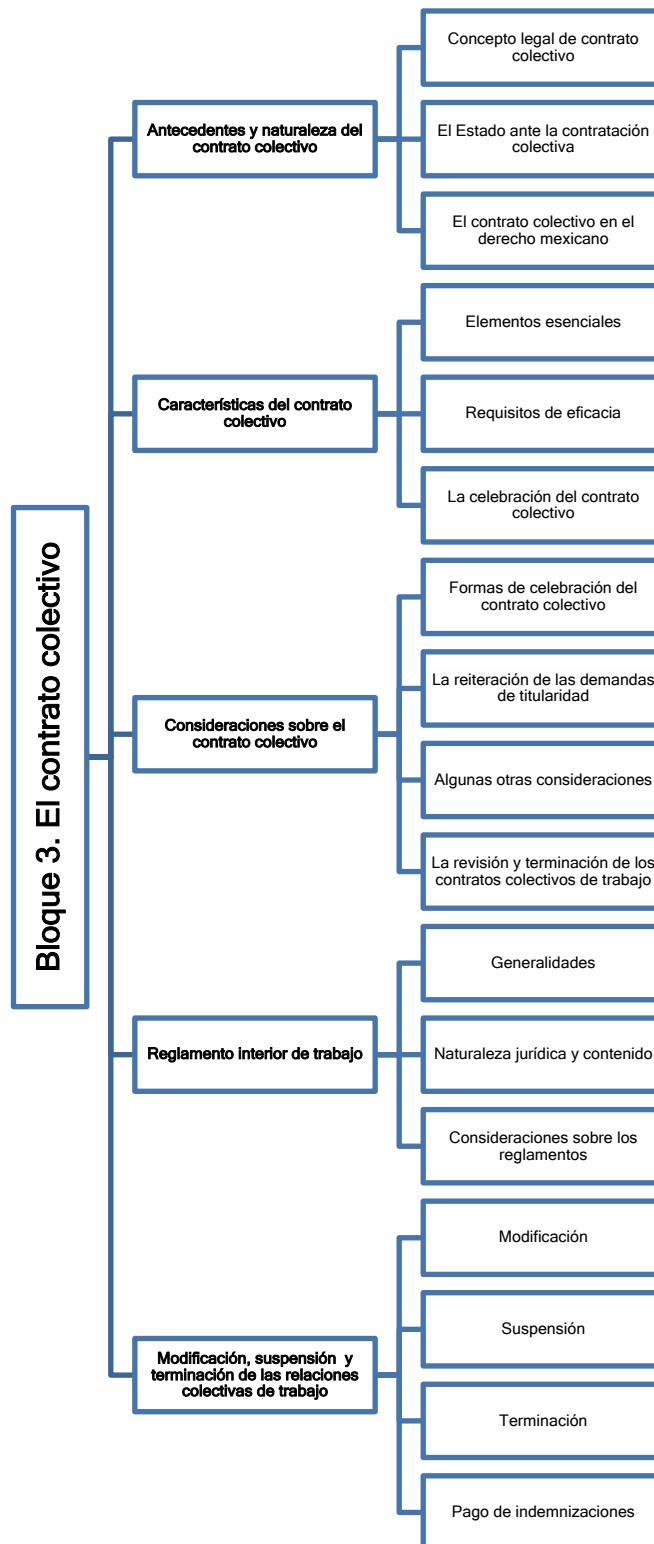 Bloque 3. El contrato colectivo
Antecedentes y naturaleza del
contrato colectivo
Concepto legal de contrato
colectivo
El Estado ante la contratación
colectiva
El contrato colectivo en el
derecho mexicano
Características del contrato
colectivo
Elementos esenciales
Requisitos de eficacia
La celebración del contrato
colectivo
Consideraciones sobre el
contrato colectivo
Formas de celebración del
contrato colectivo
La reiteración de las demandas
de titularidad
Algunas otras consideraciones
La revisión y terminación de los
contratos colectivos de trabajo
Reglamento interior de trabajo
Generalidades
Naturaleza jurídica y contenido
Consideraciones sobre los
reglamentos
Modificación, suspensión y
terminación de las relaciones
colectivas de trabajo
Modificación
Suspensión
Terminación
Pago de indemnizaciones